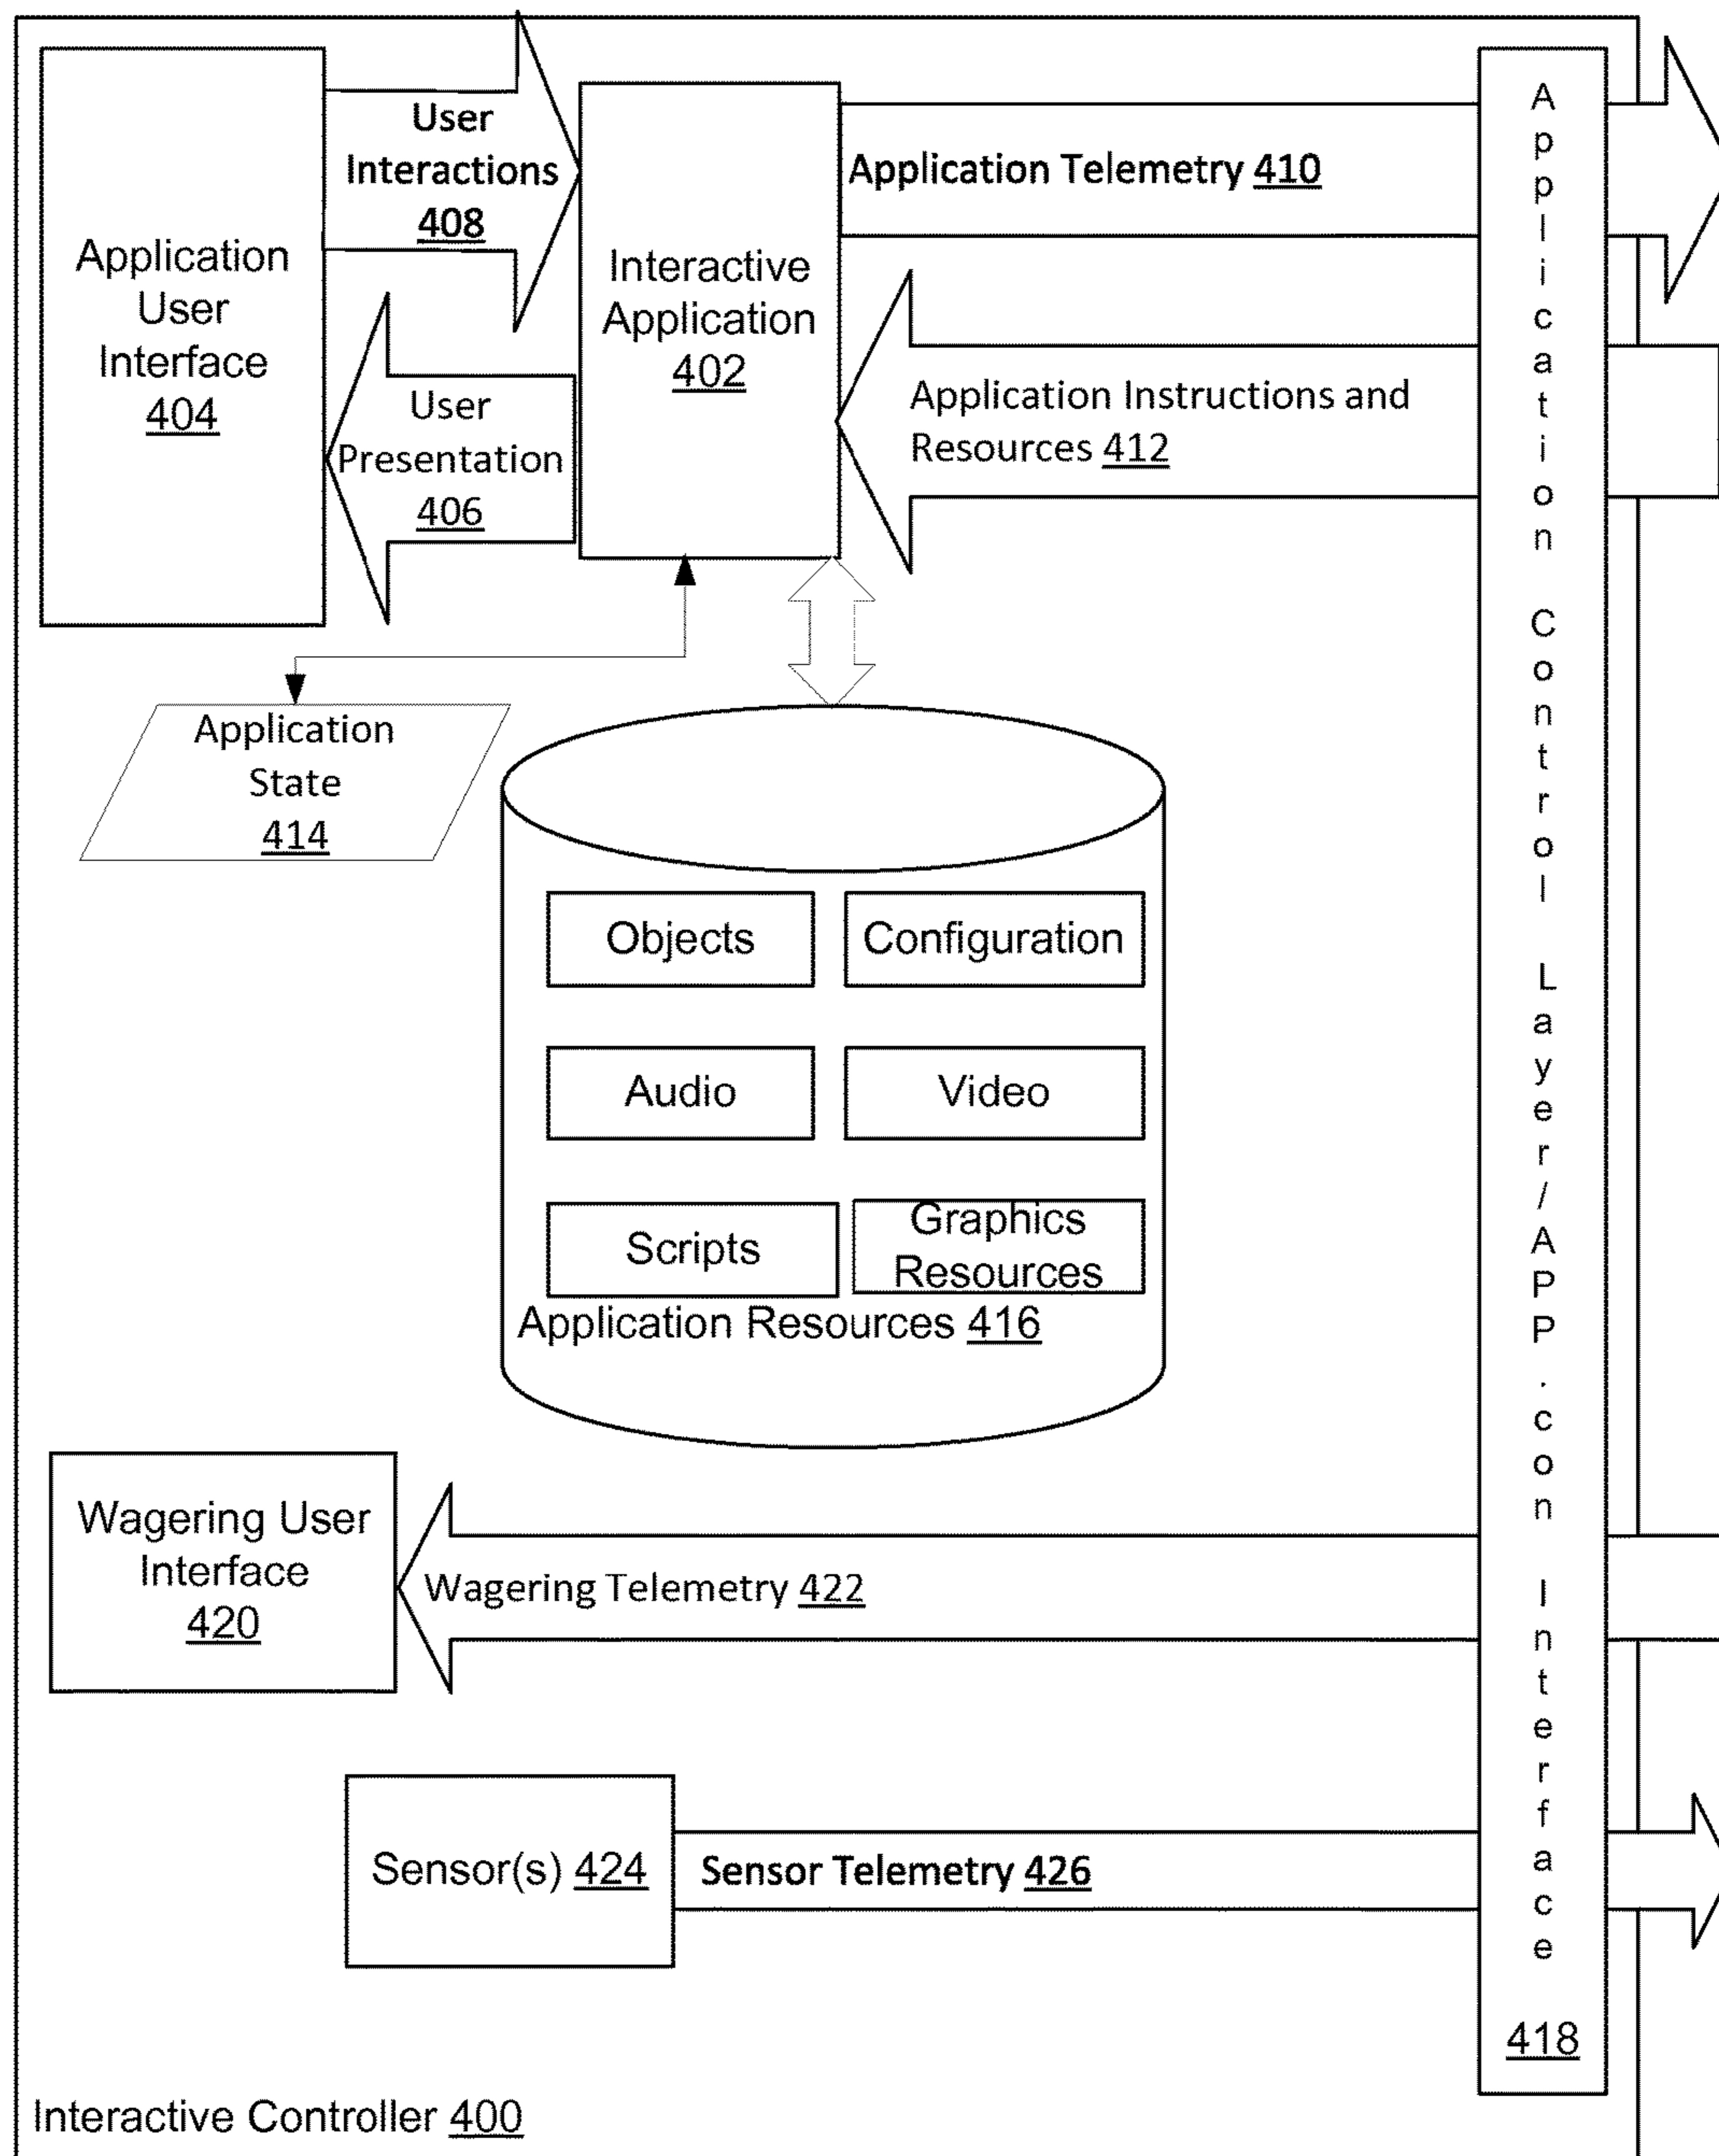 Application
User
Interface
404
User
Interactions
408
User
Presentation
406
Interactive
Application
402
Application Telemetry 410
Application Instructions and
Resources 412
Application
State
414
Objects
Configuration
Audio
Video
Scripts
Graphics
Resources
Application Resources 416
Wagering User
Interface
420
Wagering Telemetry 422
Sensor(s) 424
Sensor Telemetry 426
Application Control Layer/APP.con Interface
418
Interactive Controller 400